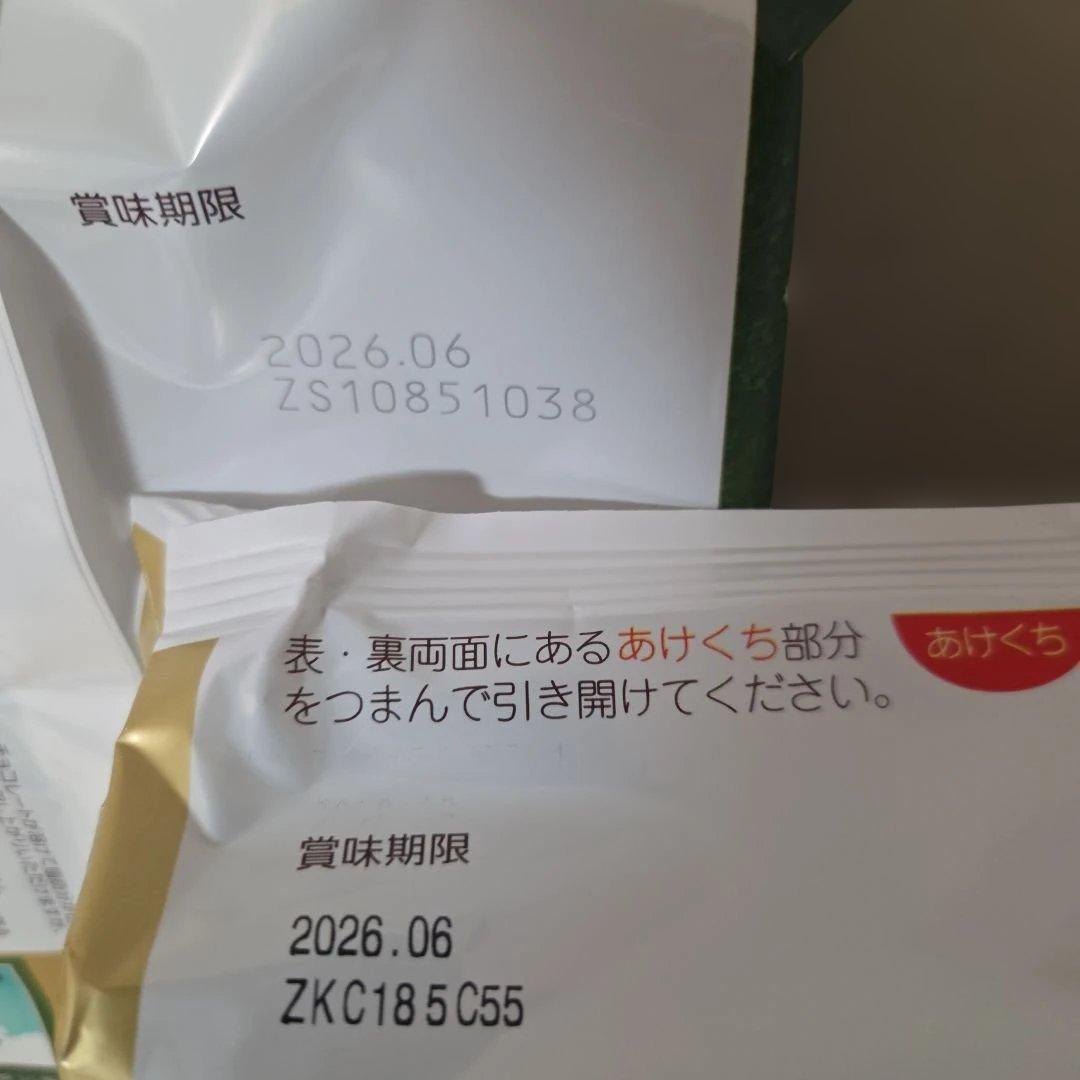 賞味期限
2026.06
ZS10851038
表・裏両面にあるあけくち部分
をつまんで引き開けてください。
あけくち
賞味期限
2026.06
ZKC185C55